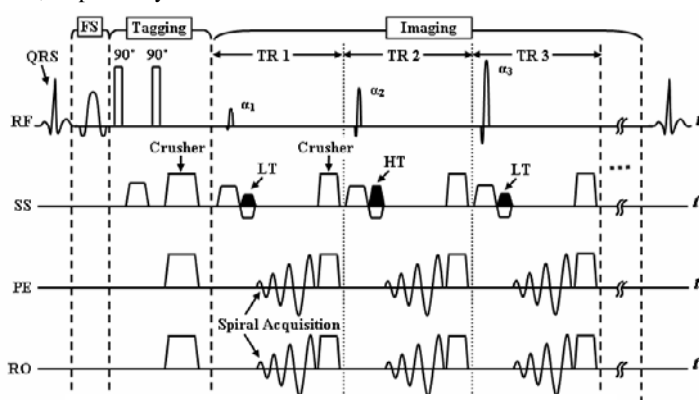 FS Tagging Imaging
QRS 90° 90° TR 1 TR 2 TR 3
α1 α2 α3
RF t
Crusher LT Crusher HT LT ...
SS t
PE t
Spiral Acquisition
RO t